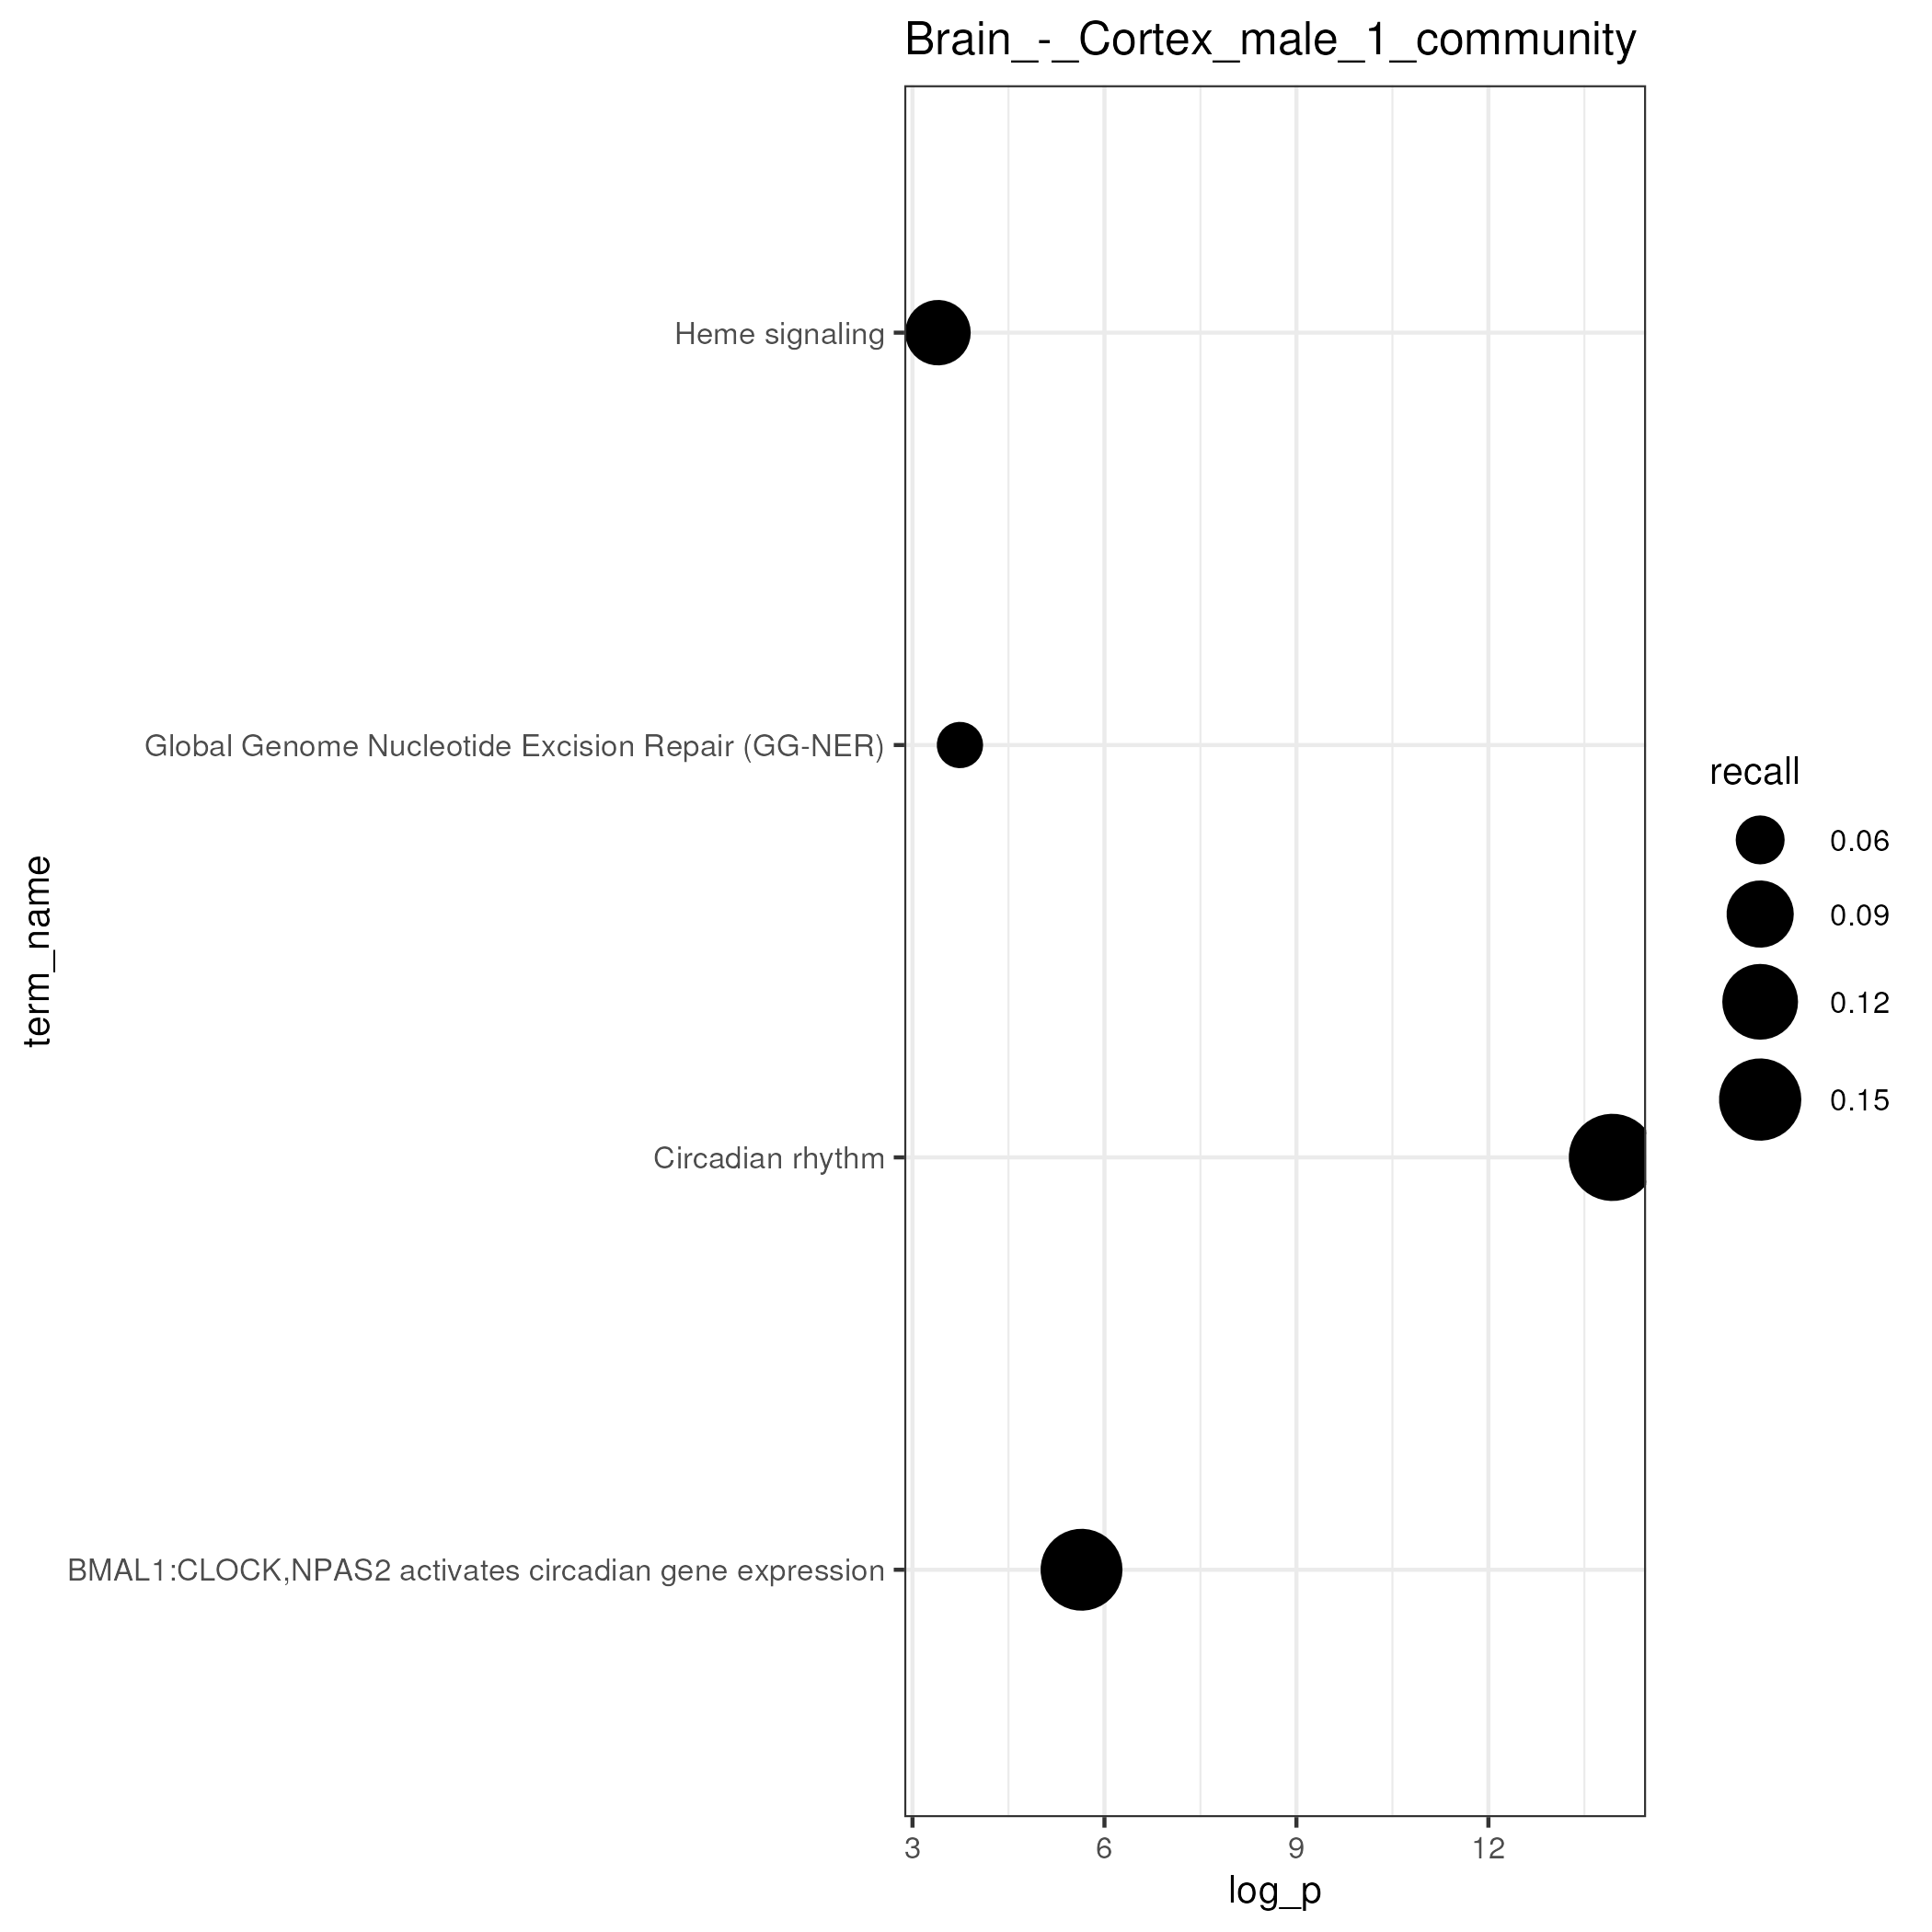 Brain_-_Cortex_male_1_community
Heme signaling
Global Genome Nucleotide Excision Repair (GG-NER)
Circadian rhythm
BMAL1:CLOCK,NPAS2 activates circadian gene expression
term_name
3 6 9 12
log_p
recall
0.06
0.09
0.12
0.15